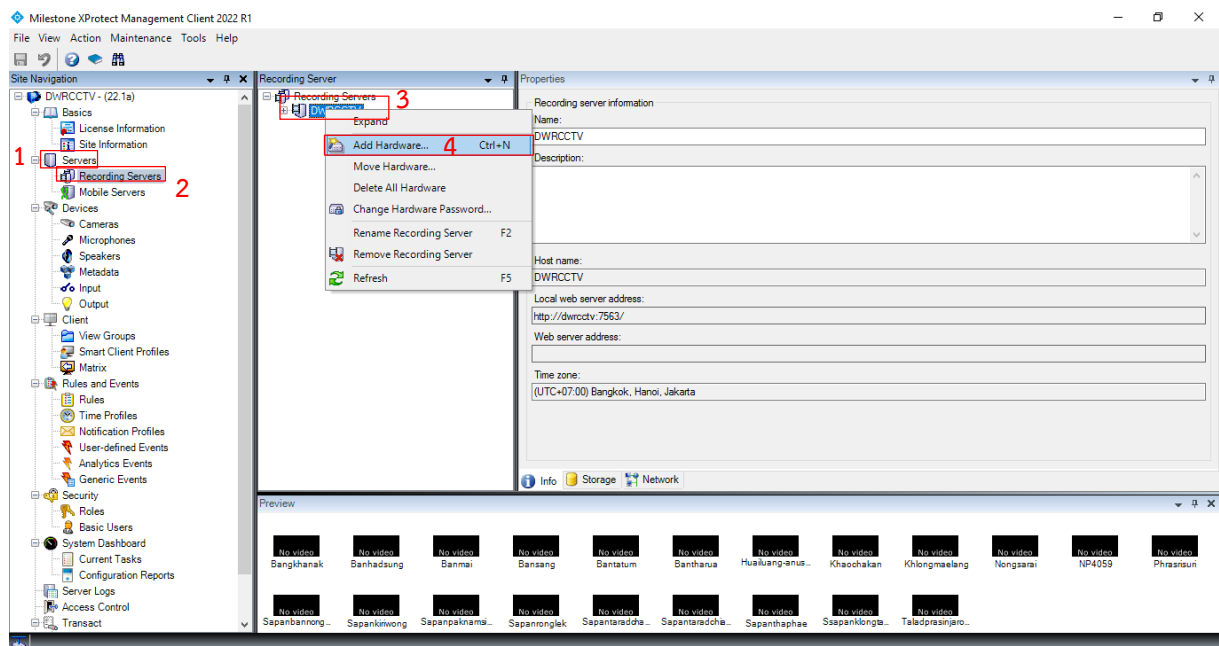 Milestone XProtect Management Client 2022 R1
File View Action Maintenance Tools Help
Site Navigation
DWRCCTV - (22.1a)
Basics
License Information
Site Information
1 Servers
Recording Servers
2
Mobile Servers
Devices
Cameras
Microphones
Speakers
Metadata
Input
Output
Client
View Groups
Smart Client Profiles
Matrix
Rules and Events
Rules
Time Profiles
Notification Profiles
User-defined Events
Analytics Events
Generic Events
Security
Roles
Basic Users
System Dashboard
Current Tasks
Configuration Reports
Server Logs
Access Control
Transact
Recording Server
Recording Servers
3
DWRCCTV
Expand
Add Hardware... 4 Ctrl+N
Move Hardware...
Delete All Hardware
Change Hardware Password...
Rename Recording Server F2
Remove Recording Server
Refresh F5
Properties
Recording server information
Name:
DWRCCTV
Description:
Host name:
DWRCCTV
Local web server address:
http://dwrcctv:7563/
Web server address:
Time zone:
(UTC+07:00) Bangkok, Hanoi, Jakarta
Info Storage Network
Preview
No video No video No video No video No video No video No video No video No video No video No video No video
Bangkhanak Banhadsung Banmai Bansang Bantatum Bantharua Huailuang-anus... Khaochakan Khlongmaelang Nongsarai NP4059 Phrasrisuri
No video No video No video No video No video No video No video No video No video
Sapanbannong... Sapankiriwong Sapanpaknamsi... Sapanronglek Sapantaraddha... Sapantaraddhia... Sapanthaphae Ssapanklongta... Taladprasinjaro...